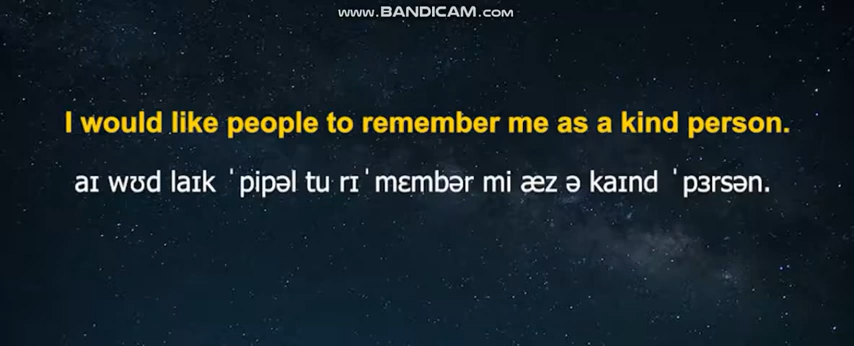 www.BANDICAM.com
I would like people to remember me as a kind person.
aɪ wʊd laɪk ˈpipəl tu rɪˈmɛmbər mi æz ə kaɪnd ˈpɜrsən.